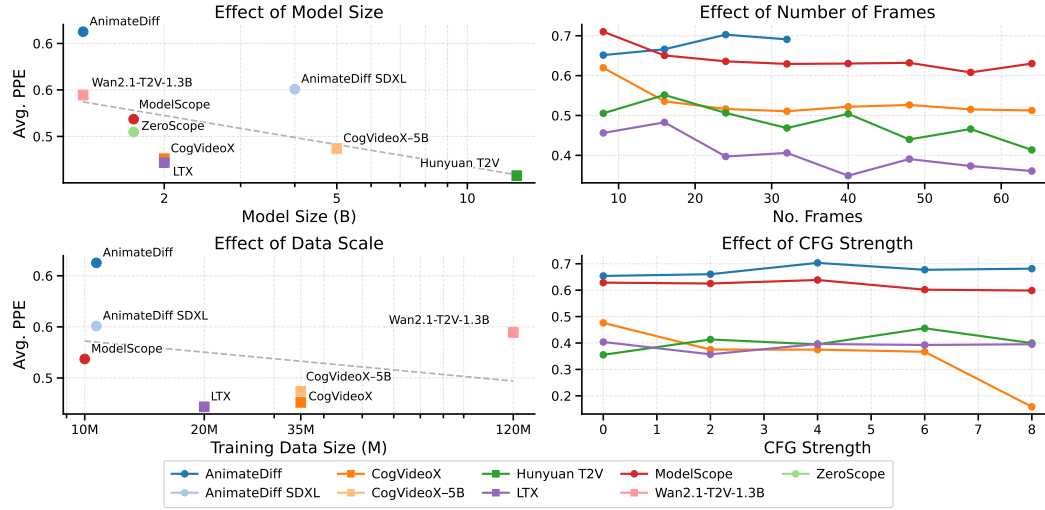 Effect of Model Size
Avg. PPE
0.6
0.6
0.5
AnimateDiff
Wan2.1-T2V-1.3B
AnimateDiff SDXL
ModelScope
ZeroScope
CogVideoX–5B
CogVideoX
LTX
Hunyuan T2V
2 5 10
Model Size (B)
Effect of Number of Frames
0.7
0.6
0.5
0.4
10 20 30 40 50 60
No. Frames
Effect of Data Scale
Avg. PPE
0.6
0.6
0.5
AnimateDiff
AnimateDiff SDXL
Wan2.1-T2V-1.3B
ModelScope
CogVideoX–5B
LTX
CogVideoX
10M 20M 35M 120M
Training Data Size (M)
Effect of CFG Strength
0.7
0.6
0.5
0.4
0.3
0.2
0 1 2 3 4 5 6 7 8
CFG Strength
AnimateDiff CogVideoX Hunyuan T2V ModelScope ZeroScope
AnimateDiff SDXL CogVideoX–5B LTX Wan2.1-T2V-1.3B